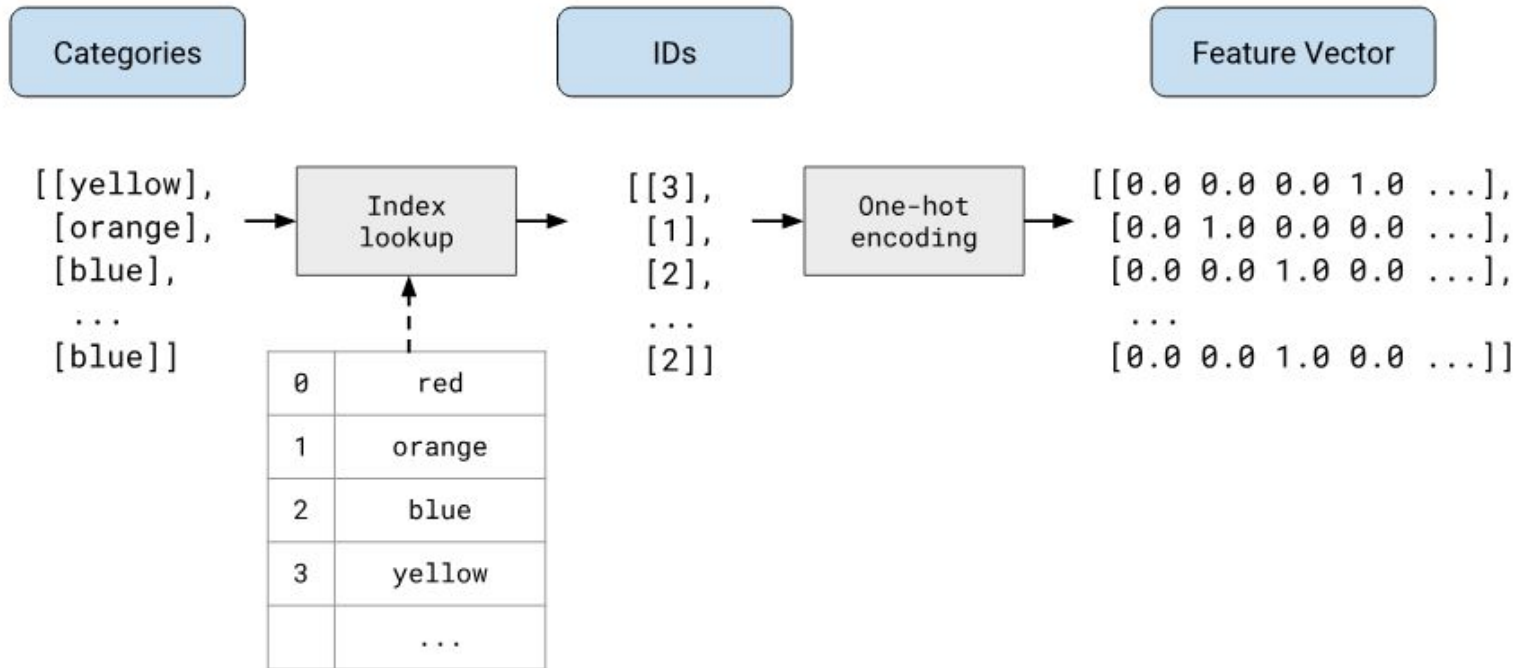 Categories
IDs
Feature Vector
[[yellow],
[orange],
[blue],
...
[blue]]
Index
lookup
[[3],
[1],
[2],
...
[2]]
One-hot
encoding
[[0.0 0.0 0.0 1.0 ...],
[0.0 1.0 0.0 0.0 ...],
[0.0 0.0 1.0 0.0 ...],
...
[0.0 0.0 1.0 0.0 ...]]
0 red
1 orange
2 blue
3 yellow
...